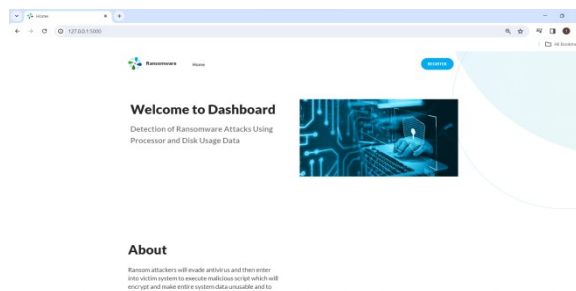 Home
127.0.0.1:5000
All Bookma
Ransomware
Home
REGISTER
Welcome to Dashboard
Detection of Ransomware Attacks Using
Processor and Disk Usage Data
About
Ransom attackers will evade antivirus and then enter
into victim system to execute malicious script which will
encrypt and make entire system data unusable and to